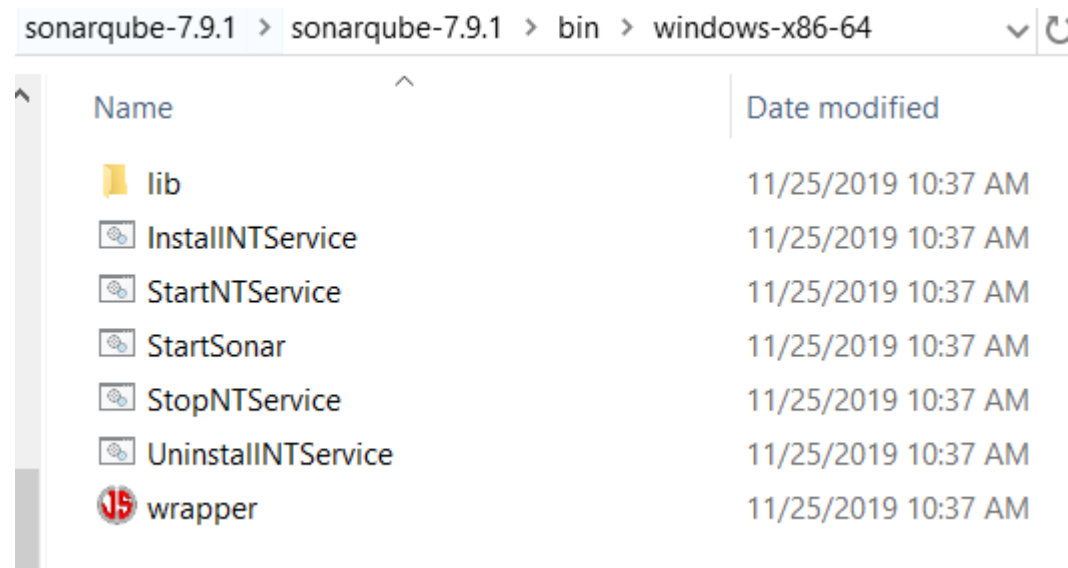 sonarqube-7.9.1 > sonarqube-7.9.1 > bin > windows-x86-64
Name Date modified
lib 11/25/2019 10:37 AM
InstallNTService 11/25/2019 10:37 AM
StartNTService 11/25/2019 10:37 AM
StartSonar 11/25/2019 10:37 AM
StopNTService 11/25/2019 10:37 AM
UninstallNTService 11/25/2019 10:37 AM
JS wrapper 11/25/2019 10:37 AM